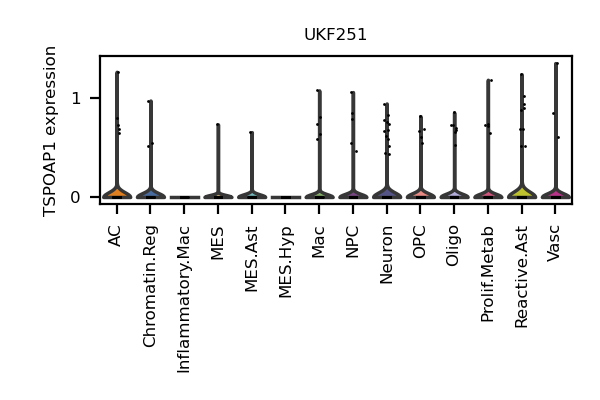 UKF251
TSPOAP1 expression
1
0
AC
Chromatin.Reg
Inflammatory.Mac
MES
MES.Ast
MES.Hyp
Mac
NPC
Neuron
OPC
Oligo
Prolif.Metab
Reactive.Ast
Vasc